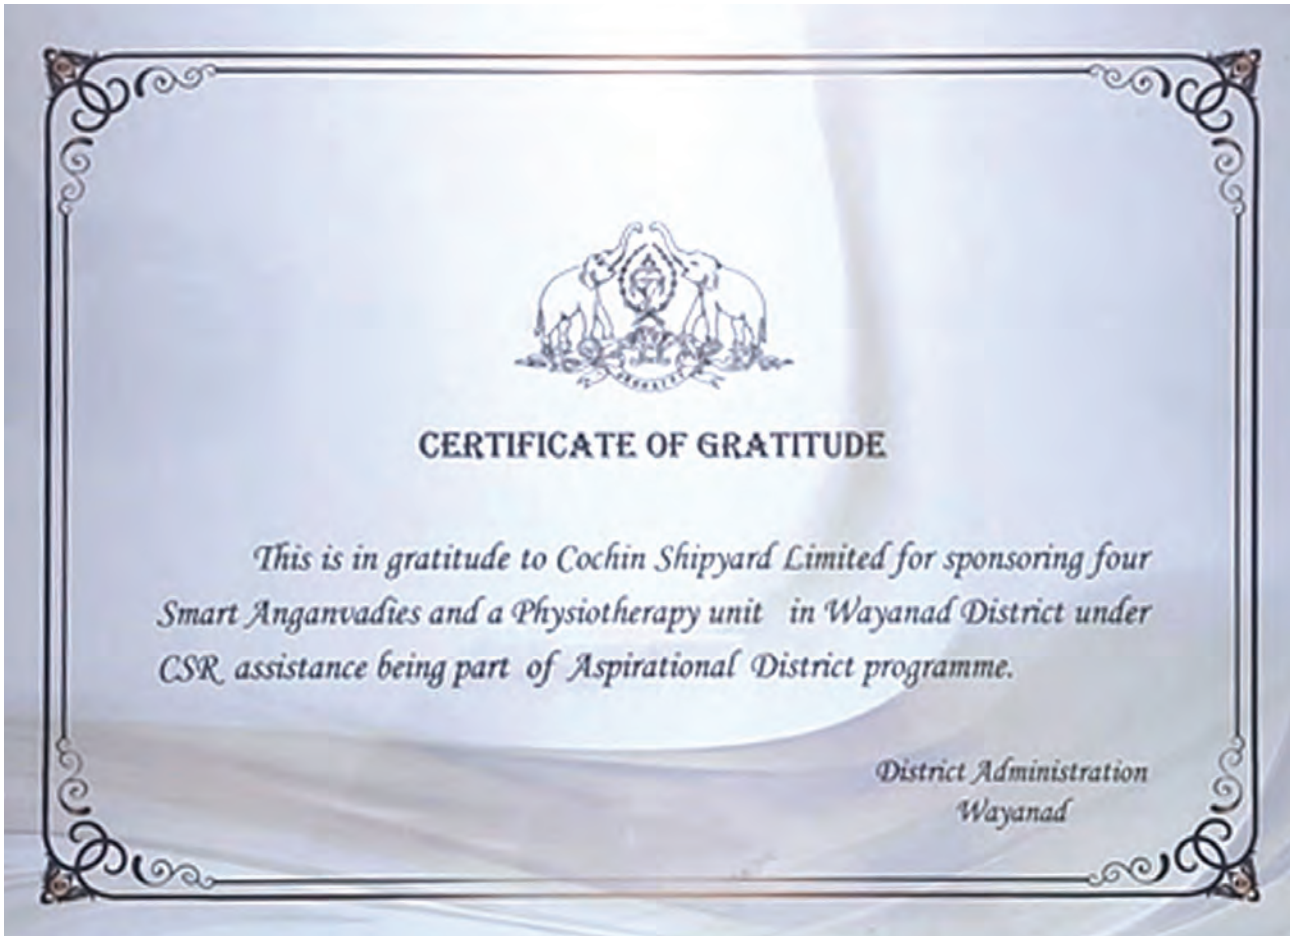 CERTIFICATE OF GRATITUDE
This is in gratitude to Cochin Shipyard Limited for sponsoring four
Smart Anganvadies and a Physiotherapy unit in Wayanad District under
CSR assistance being part of Aspirational District programme.
District Administration
Wayanad